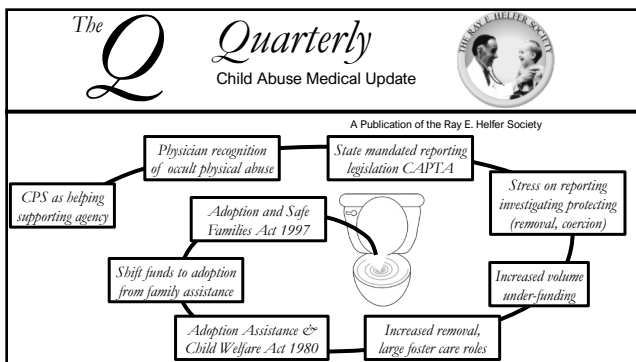 The
Q Quarterly
Child Abuse Medical Update
THE RAY E. HELFER SOCIETY
A Publication of the Ray E. Helfer Society
Physician recognition
of occult physical abuse
State mandated reporting
legislation CAPTA
CPS as helping
supporting agency
Stress on reporting
investigating protecting
(removal, coercion)
Adoption and Safe
Families Act 1997
Shift funds to adoption
from family assistance
Increased volume
under-funding
Adoption Assistance &
Child Welfare Act 1980
Increased removal,
large foster care roles